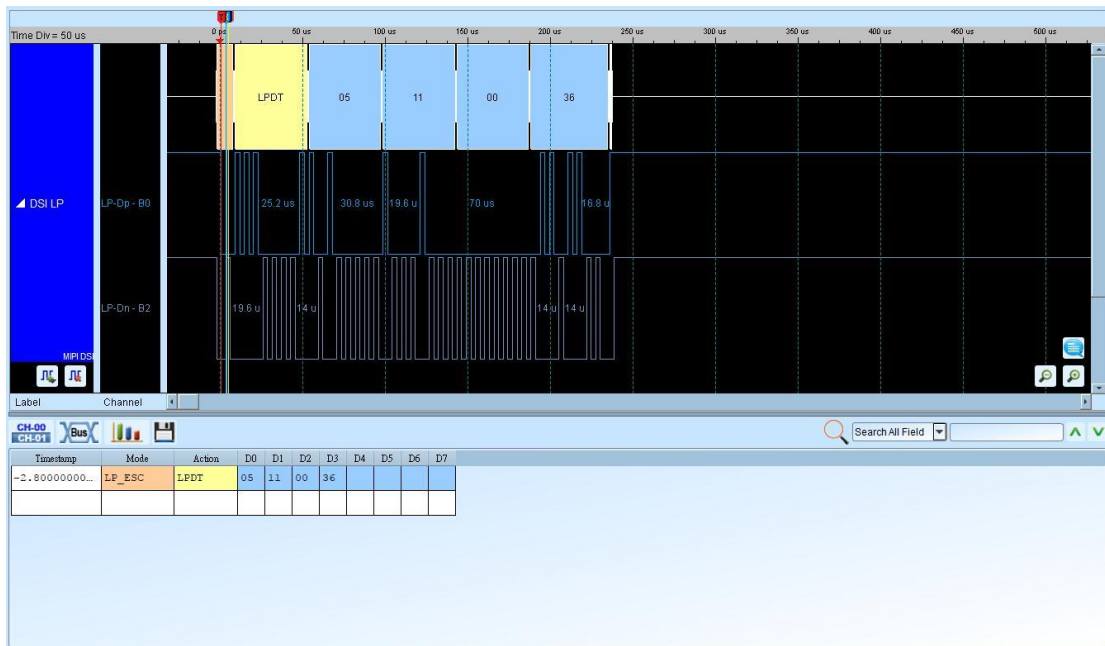 Time Div = 50 us
0 ps 50 us 100 us 150 us 200 us 250 us 300 us 350 us 400 us 450 us 500 us
LPDT 05 11 00 36
DSI LP LP-Dp - B0 25.2 us 30.8 us 19.6 u 70 us 16.8 u
LP-Dn - B2 19.6 u 14 u 14 u 14 u
MIPI DSI
Label Channel
CH-00
CH-01
Bus
Search All Field
Timestamp Mode Action D0 D1 D2 D3 D4 D5 D6 D7
-2.80000000... LP_ESC LPDT 05 11 00 36